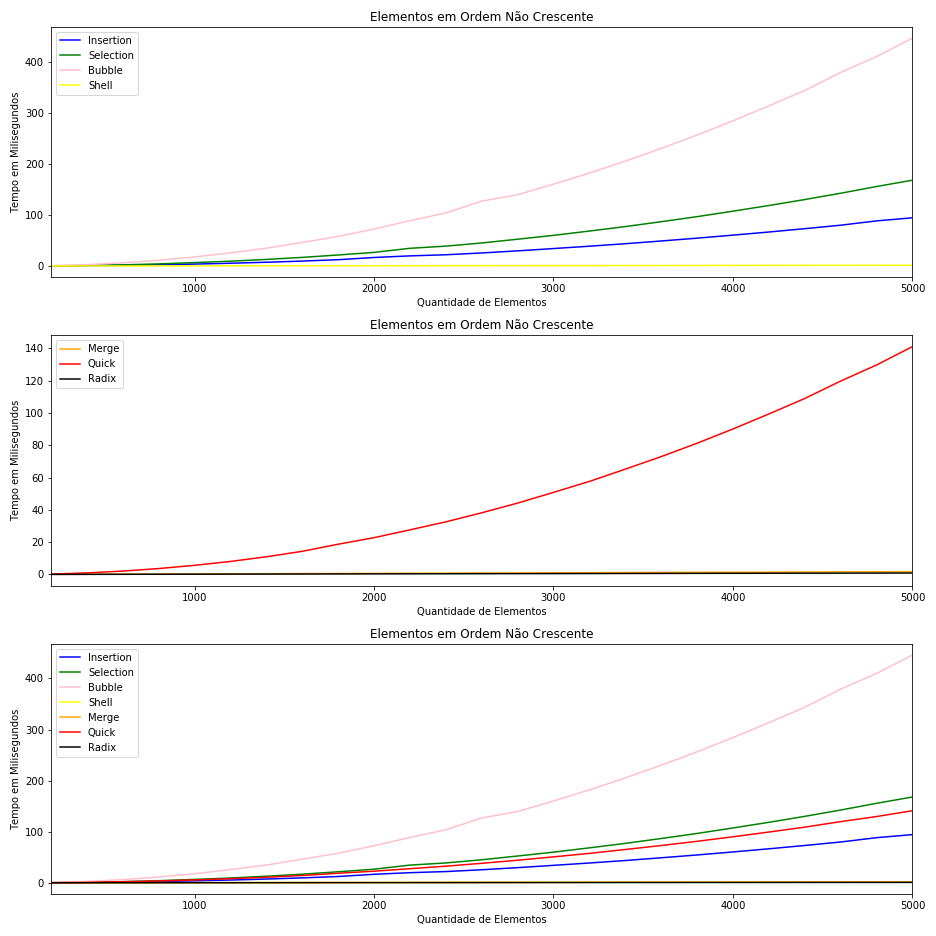 Elementos em Ordem Não Crescente
Insertion
Selection
Bubble
Shell
Tempo em Milisegundos
400
300
200
100
0
1000 2000 3000 4000 5000
Quantidade de Elementos
Elementos em Ordem Não Crescente
Merge
Quick
Radix
Tempo em Milisegundos
140
120
100
80
60
40
20
0
1000 2000 3000 4000 5000
Quantidade de Elementos
Elementos em Ordem Não Crescente
Insertion
Selection
Bubble
Shell
Merge
Quick
Radix
Tempo em Milisegundos
400
300
200
100
0
1000 2000 3000 4000 5000
Quantidade de Elementos